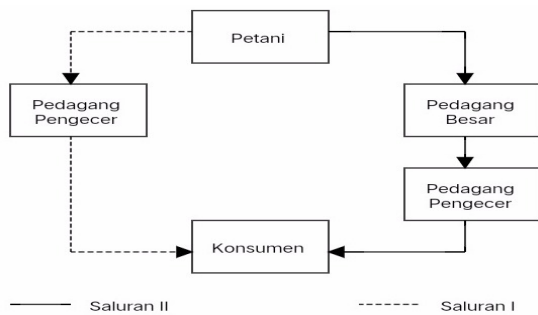 Petani
Pedagang
Pengecer
Pedagang
Besar
Pedagang
Pengecer
Konsumen
Saluran II
Saluran I